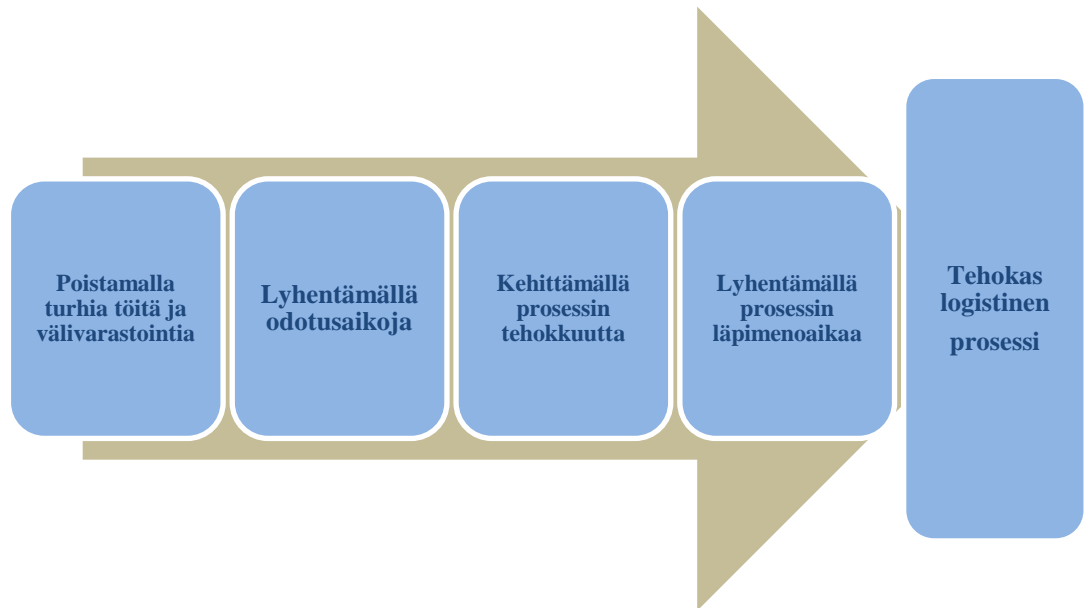 Poistamalla
turhia töitä ja
välivarastointia
Lyhentämällä
odotusaikoja
Kehittämällä
prosessin
tehokkuutta
Lyhentämällä
prosessin
läpimenoaikaa
Tehokas
logistinen
prosessi